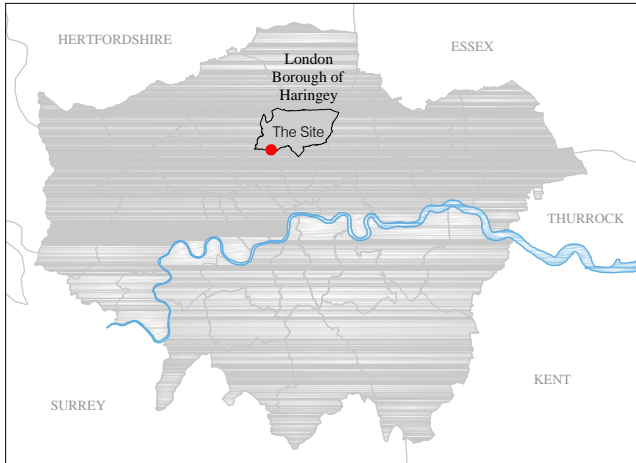 HERTFORDSHIRE
ESSEX
London
Borough of
Haringey
The Site
THURROCK
KENT
SURREY